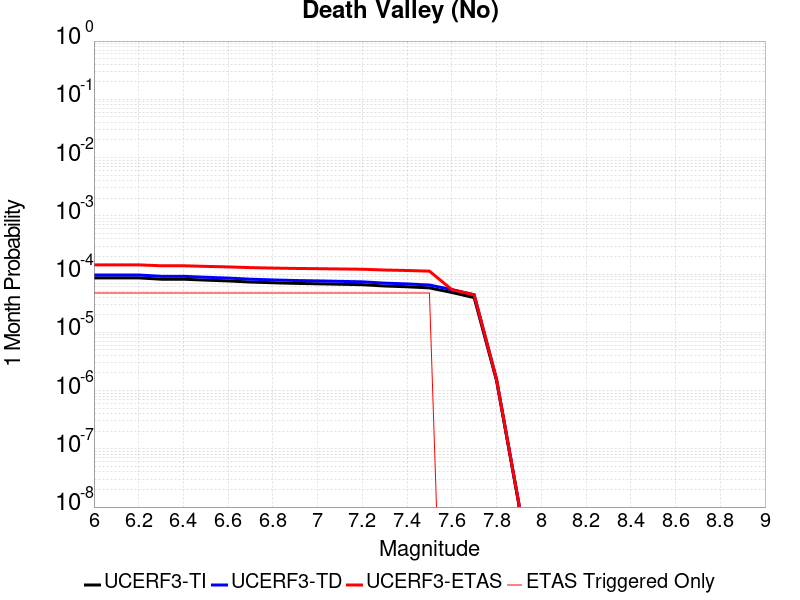 Death Valley (No)
10^0
10^-1
10^-2
10^-3
10^-4
10^-5
10^-6
10^-7
10^-8
1 Month Probability
6 6.2 6.4 6.6 6.8 7 7.2 7.4 7.6 7.8 8 8.2 8.4 8.6 8.8 9
Magnitude
UCERF3-TI UCERF3-TD UCERF3-ETAS ETAS Triggered Only